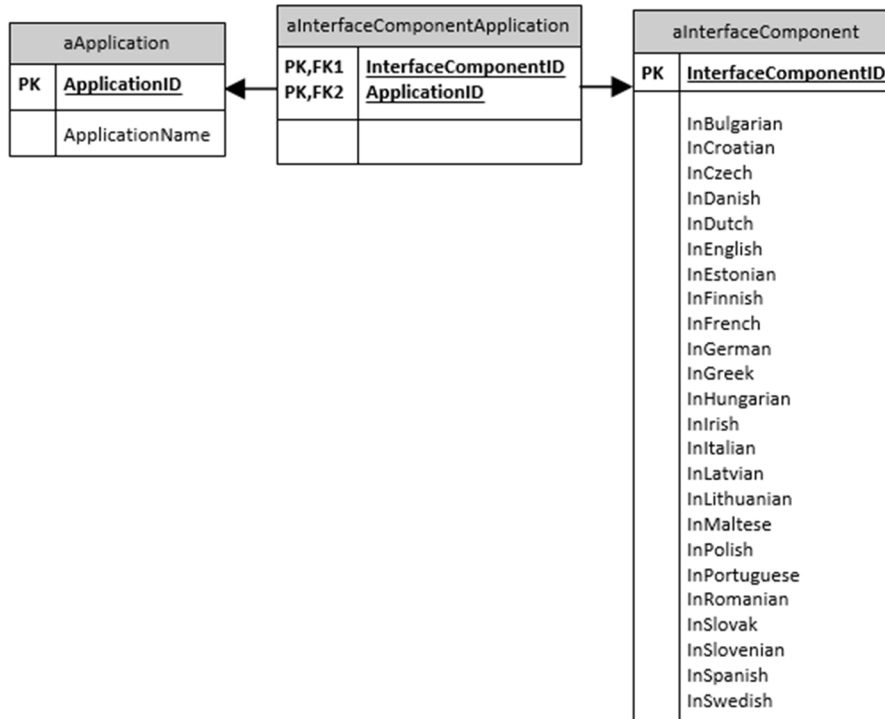 aApplication
PK ApplicationID
ApplicationName
aInterfaceComponentApplication
PK,FK1 InterfaceComponentID
PK,FK2 ApplicationID
aInterfaceComponent
PK InterfaceComponentID
InBulgarian
InCroatian
InCzech
InDanish
InDutch
InEnglish
InEstonian
InFinnish
InFrench
InGerman
InGreek
InHungarian
InIrish
InItalian
InLatvian
InLithuanian
InMaltese
InPolish
InPortuguese
InRomanian
InSlovak
InSlovenian
InSpanish
InSwedish